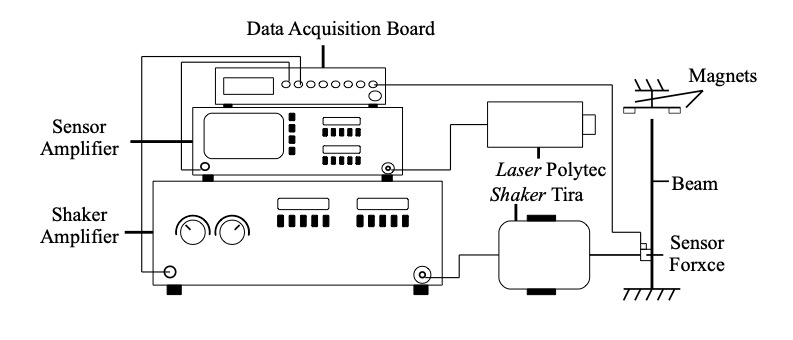 Data Acquisition Board
Magnets
Sensor
Amplifier
Laser Polytec
Shaker Tira
Beam
Shaker
Amplifier
Sensor
Forxce